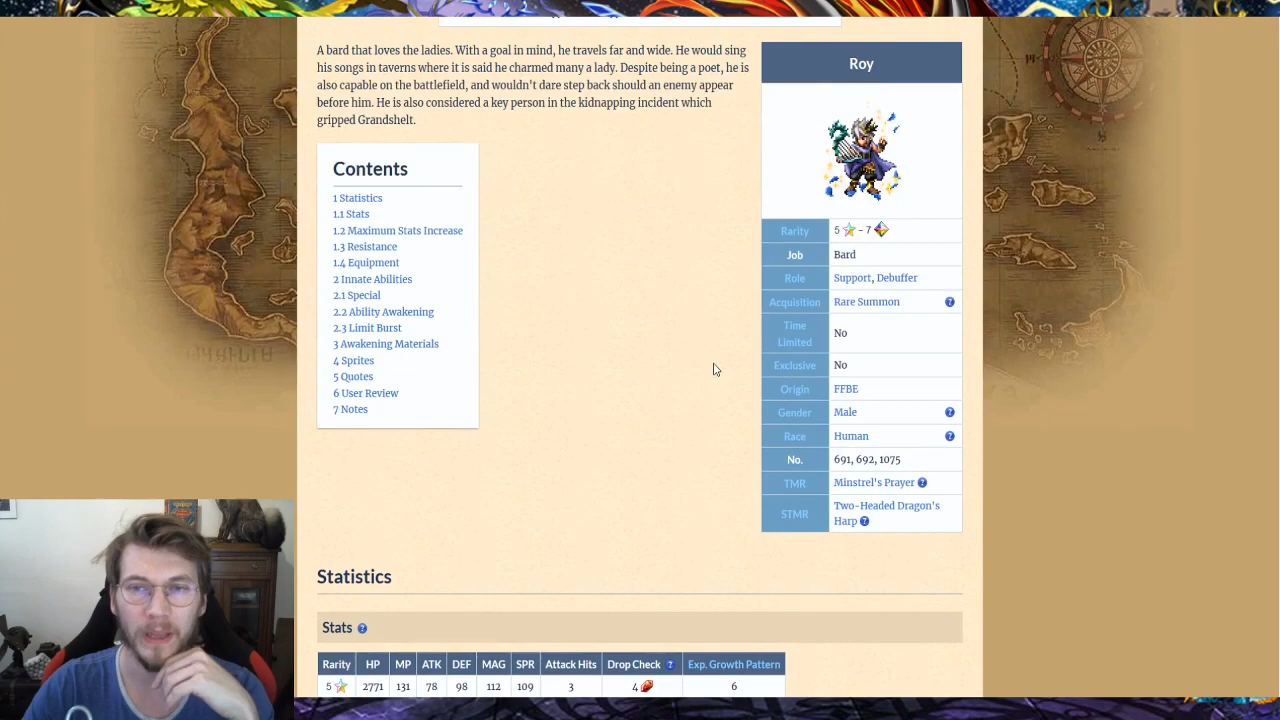 A bard that loves the ladies. With a goal in mind, he travels far and wide. He would sing
his songs in taverns where it is said he charmed many a lady. Despite being a poet, he is
also capable on the battlefield, and wouldn't dare step back should an enemy appear
before him. He is also considered a key person in the kidnapping incident which
gripped Grandshelt.
Contents
1 Statistics
1.1 Stats
1.2 Maximum Stats Increase
1.3 Resistance
1.4 Equipment
2 Innate Abilities
2.1 Special
2.2 Ability Awakening
2.3 Limit Burst
3 Awakening Materials
4 Sprites
5 Quotes
6 User Review
7 Notes
Roy
Rarity 5 - 7
Job Bard
Role Support, Debuffer
Acquisition Rare Summon ?
Time
Limited No
Exclusive No
Origin FFBE
Gender Male ?
Race Human ?
No. 691, 692, 1075
TMR Minstrel's Prayer ?
STMR Two-Headed Dragon's
Harp ?
Statistics
Stats ?
Rarity HP MP ATK DEF MAG SPR Attack Hits Drop Check ? Exp. Growth Pattern
5 2771 131 78 98 112 109 3 4 6